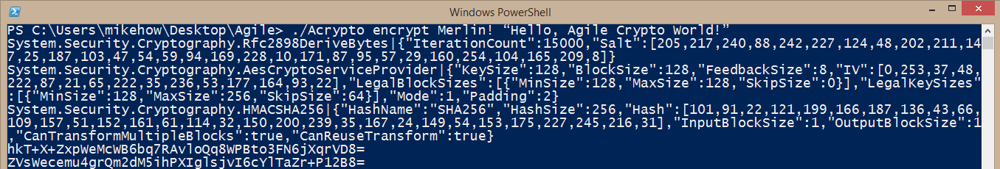 Windows PowerShell
PS C:\Users\mikehow\Desktop\Agile> ./Acrypto encrypt Merlin! “Hello, Agile Crypto World!”
System.Security.Cryptography.Rfc2898DeriveBytes|{"IterationCount":15000,"Salt":[205,217,240,88,242,227,124,48,202,211,14
7,25,187,103,47,54,59,94,169,228,10,171,87,95,57,29,160,254,104,165,209,8]}
System.Security.Cryptography.AesCryptoServiceProvider|{"KeySize":128,"BlockSize":128,"FeedbackSize":8,"IV":[0,253,37,48,
222,87,21,65,222,35,236,53,177,164,93,22],"LegalBlockSizes":[{"MinSize":128,"MaxSize":128,"SkipSize":0}],"LegalKeySizes"
:[{"MinSize":128,"MaxSize":256,"SkipSize":64}],"Mode":1,"Padding":2}
System.Security.Cryptography.HMACSHA256|{"HashName":"SHA256","HashSize":256,"Hash":[101,91,22,121,199,166,187,136,43,66,
109,157,51,152,161,61,114,32,150,200,239,35,167,24,149,54,153,175,227,245,216,31],"InputBlockSize":1,"OutputBlockSize":1
,"CanTransformMultipleBlocks":true,"CanReuseTransform":true}
hkT+X+ZxpWeMcWB6bq7RAvloQq8WPBto3FN6jXqrVD8=
ZVsWecemu4grQm2dM5ihPXIglsjvI6cYlTaZr+P12B8=